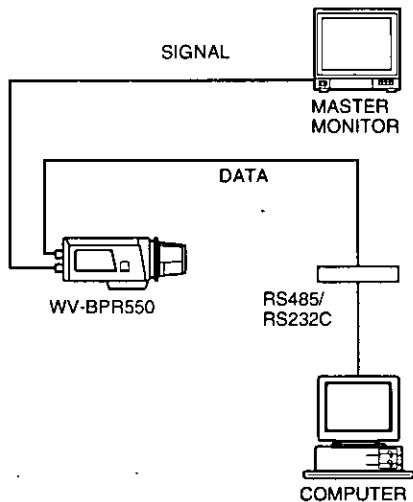 SIGNAL
MASTER
MONITOR
DATA
WV-BPR550
RS485/
RS232C
COMPUTER